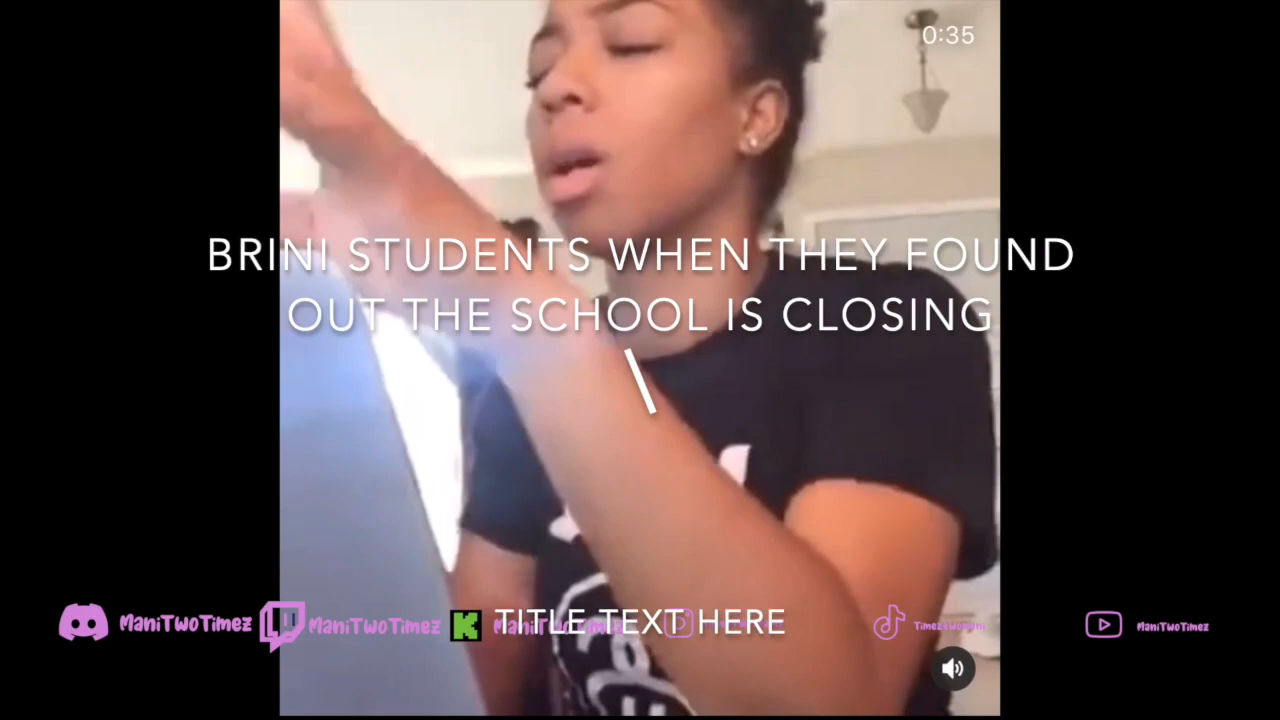 0:35
BRINI STUDENTS WHEN THEY FOUND
OUT THE SCHOOL IS CLOSING
\
ManiTwoTimez
ManiTwoTimez
K
TITLE TEXT HERE
ManiTwoTimez